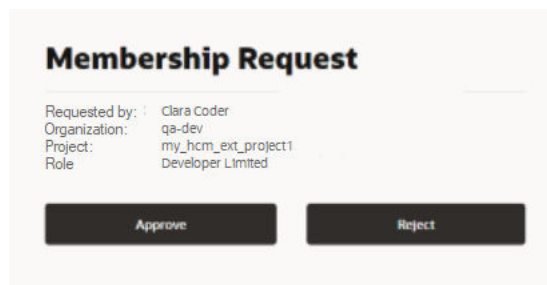 Membership Request
Requested by: Clara Coder
Organization: qa-dev
Project: my_hcm_ext_project1
Role Developer Limited
Approve Reject